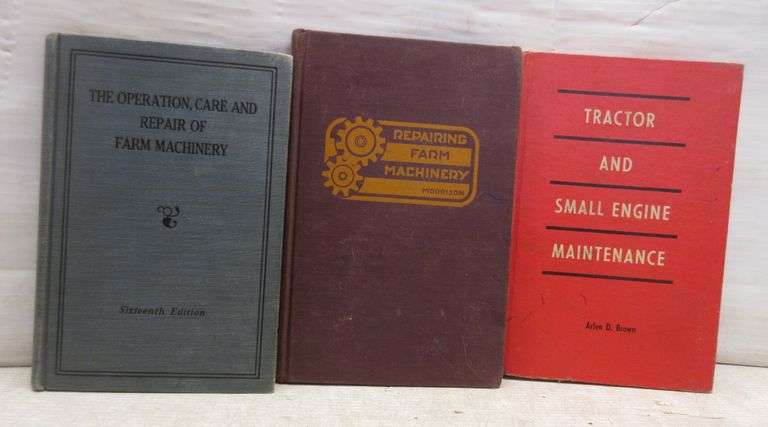 THE OPERATION, CARE AND
REPAIR OF
FARM MACHINERY
Sixteenth Edition
REPAIRING
FARM
MACHINERY
MORRISON
TRACTOR
AND
SMALL ENGINE
MAINTENANCE
Arlen D. Brown